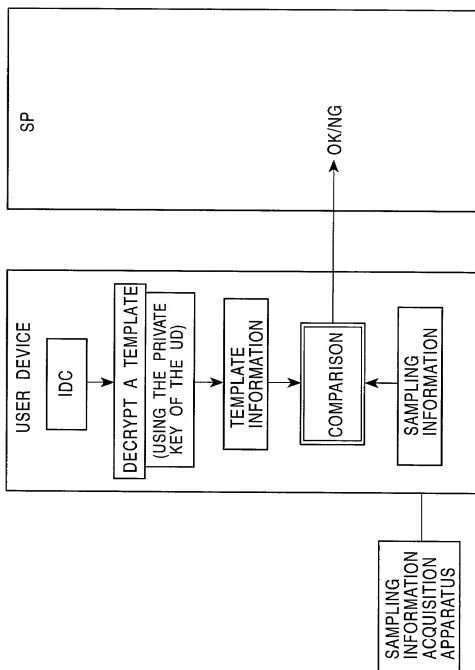 USER DEVICE
IDC
DECRYPT A TEMPLATE
(USING THE PRIVATE
KEY OF THE UD)
TEMPLATE
INFORMATION
COMPARISON
SAMPLING
INFORMATION
SAMPLING
INFORMATION
ACQUISITION
APPARATUS
SP
OK/NG